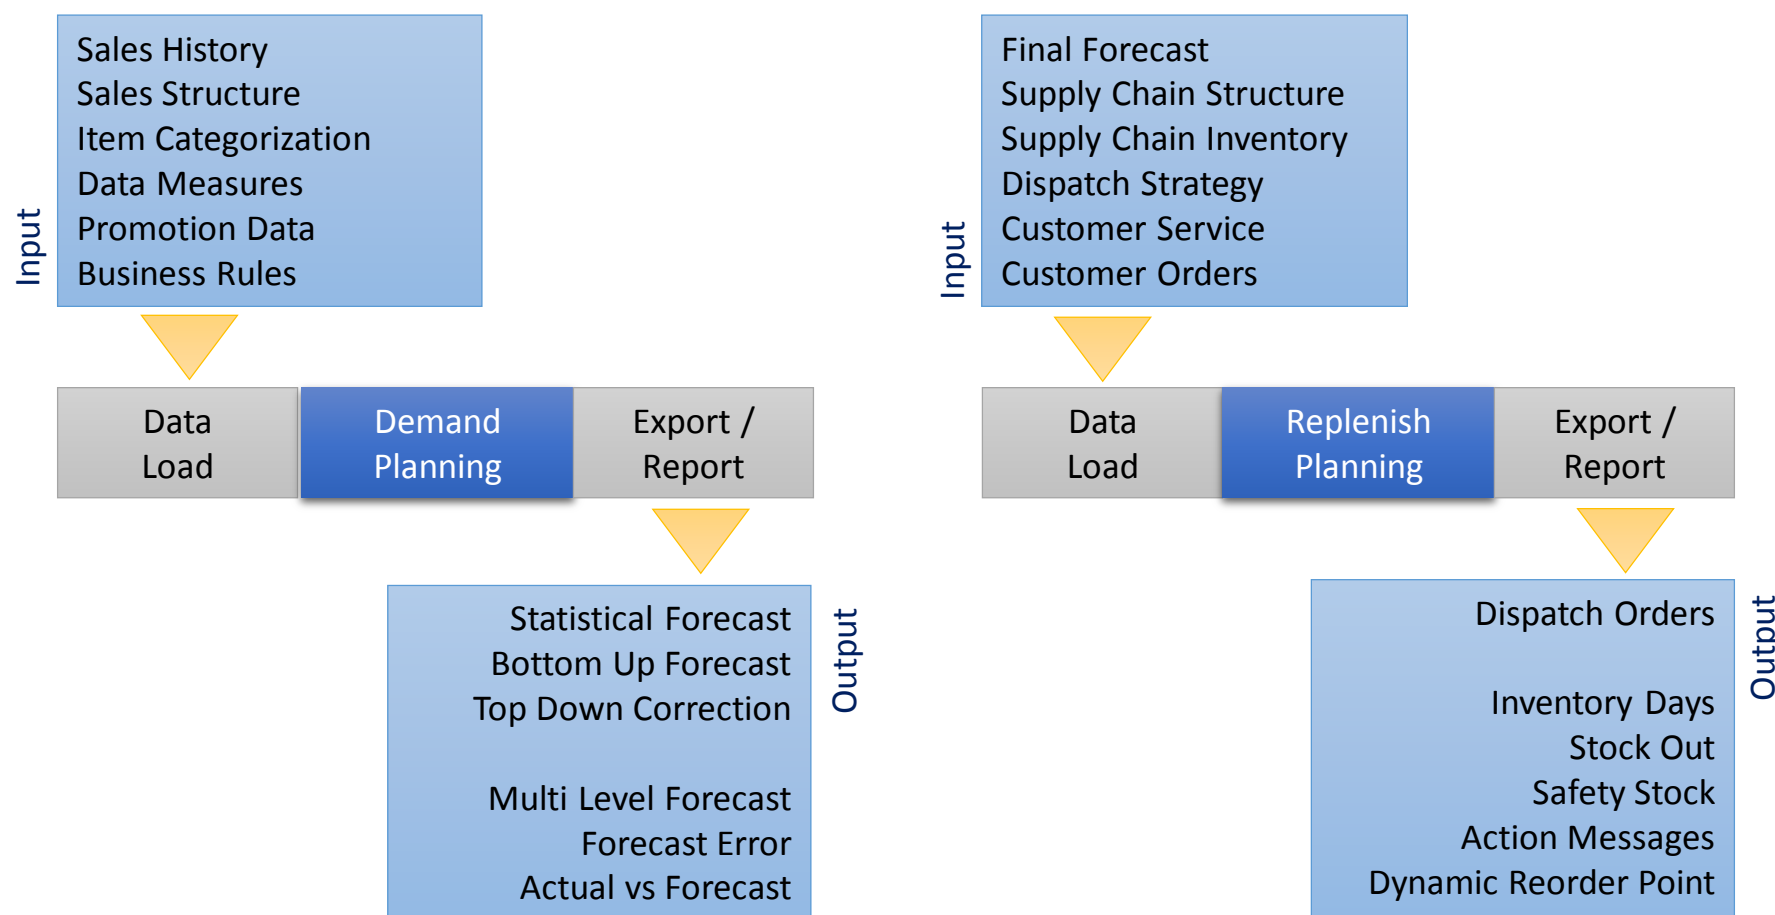 Input
Sales History
Sales Structure
Item Categorization
Data Measures
Promotion Data
Business Rules
Data
Load
Demand
Planning
Export /
Report
Statistical Forecast
Bottom Up Forecast
Top Down Correction
Multi Level Forecast
Forecast Error
Actual vs Forecast
Output
Input
Final Forecast
Supply Chain Structure
Supply Chain Inventory
Dispatch Strategy
Customer Service
Customer Orders
Data
Load
Replenish
Planning
Export /
Report
Dispatch Orders
Inventory Days
Stock Out
Safety Stock
Action Messages
Dynamic Reorder Point
Output